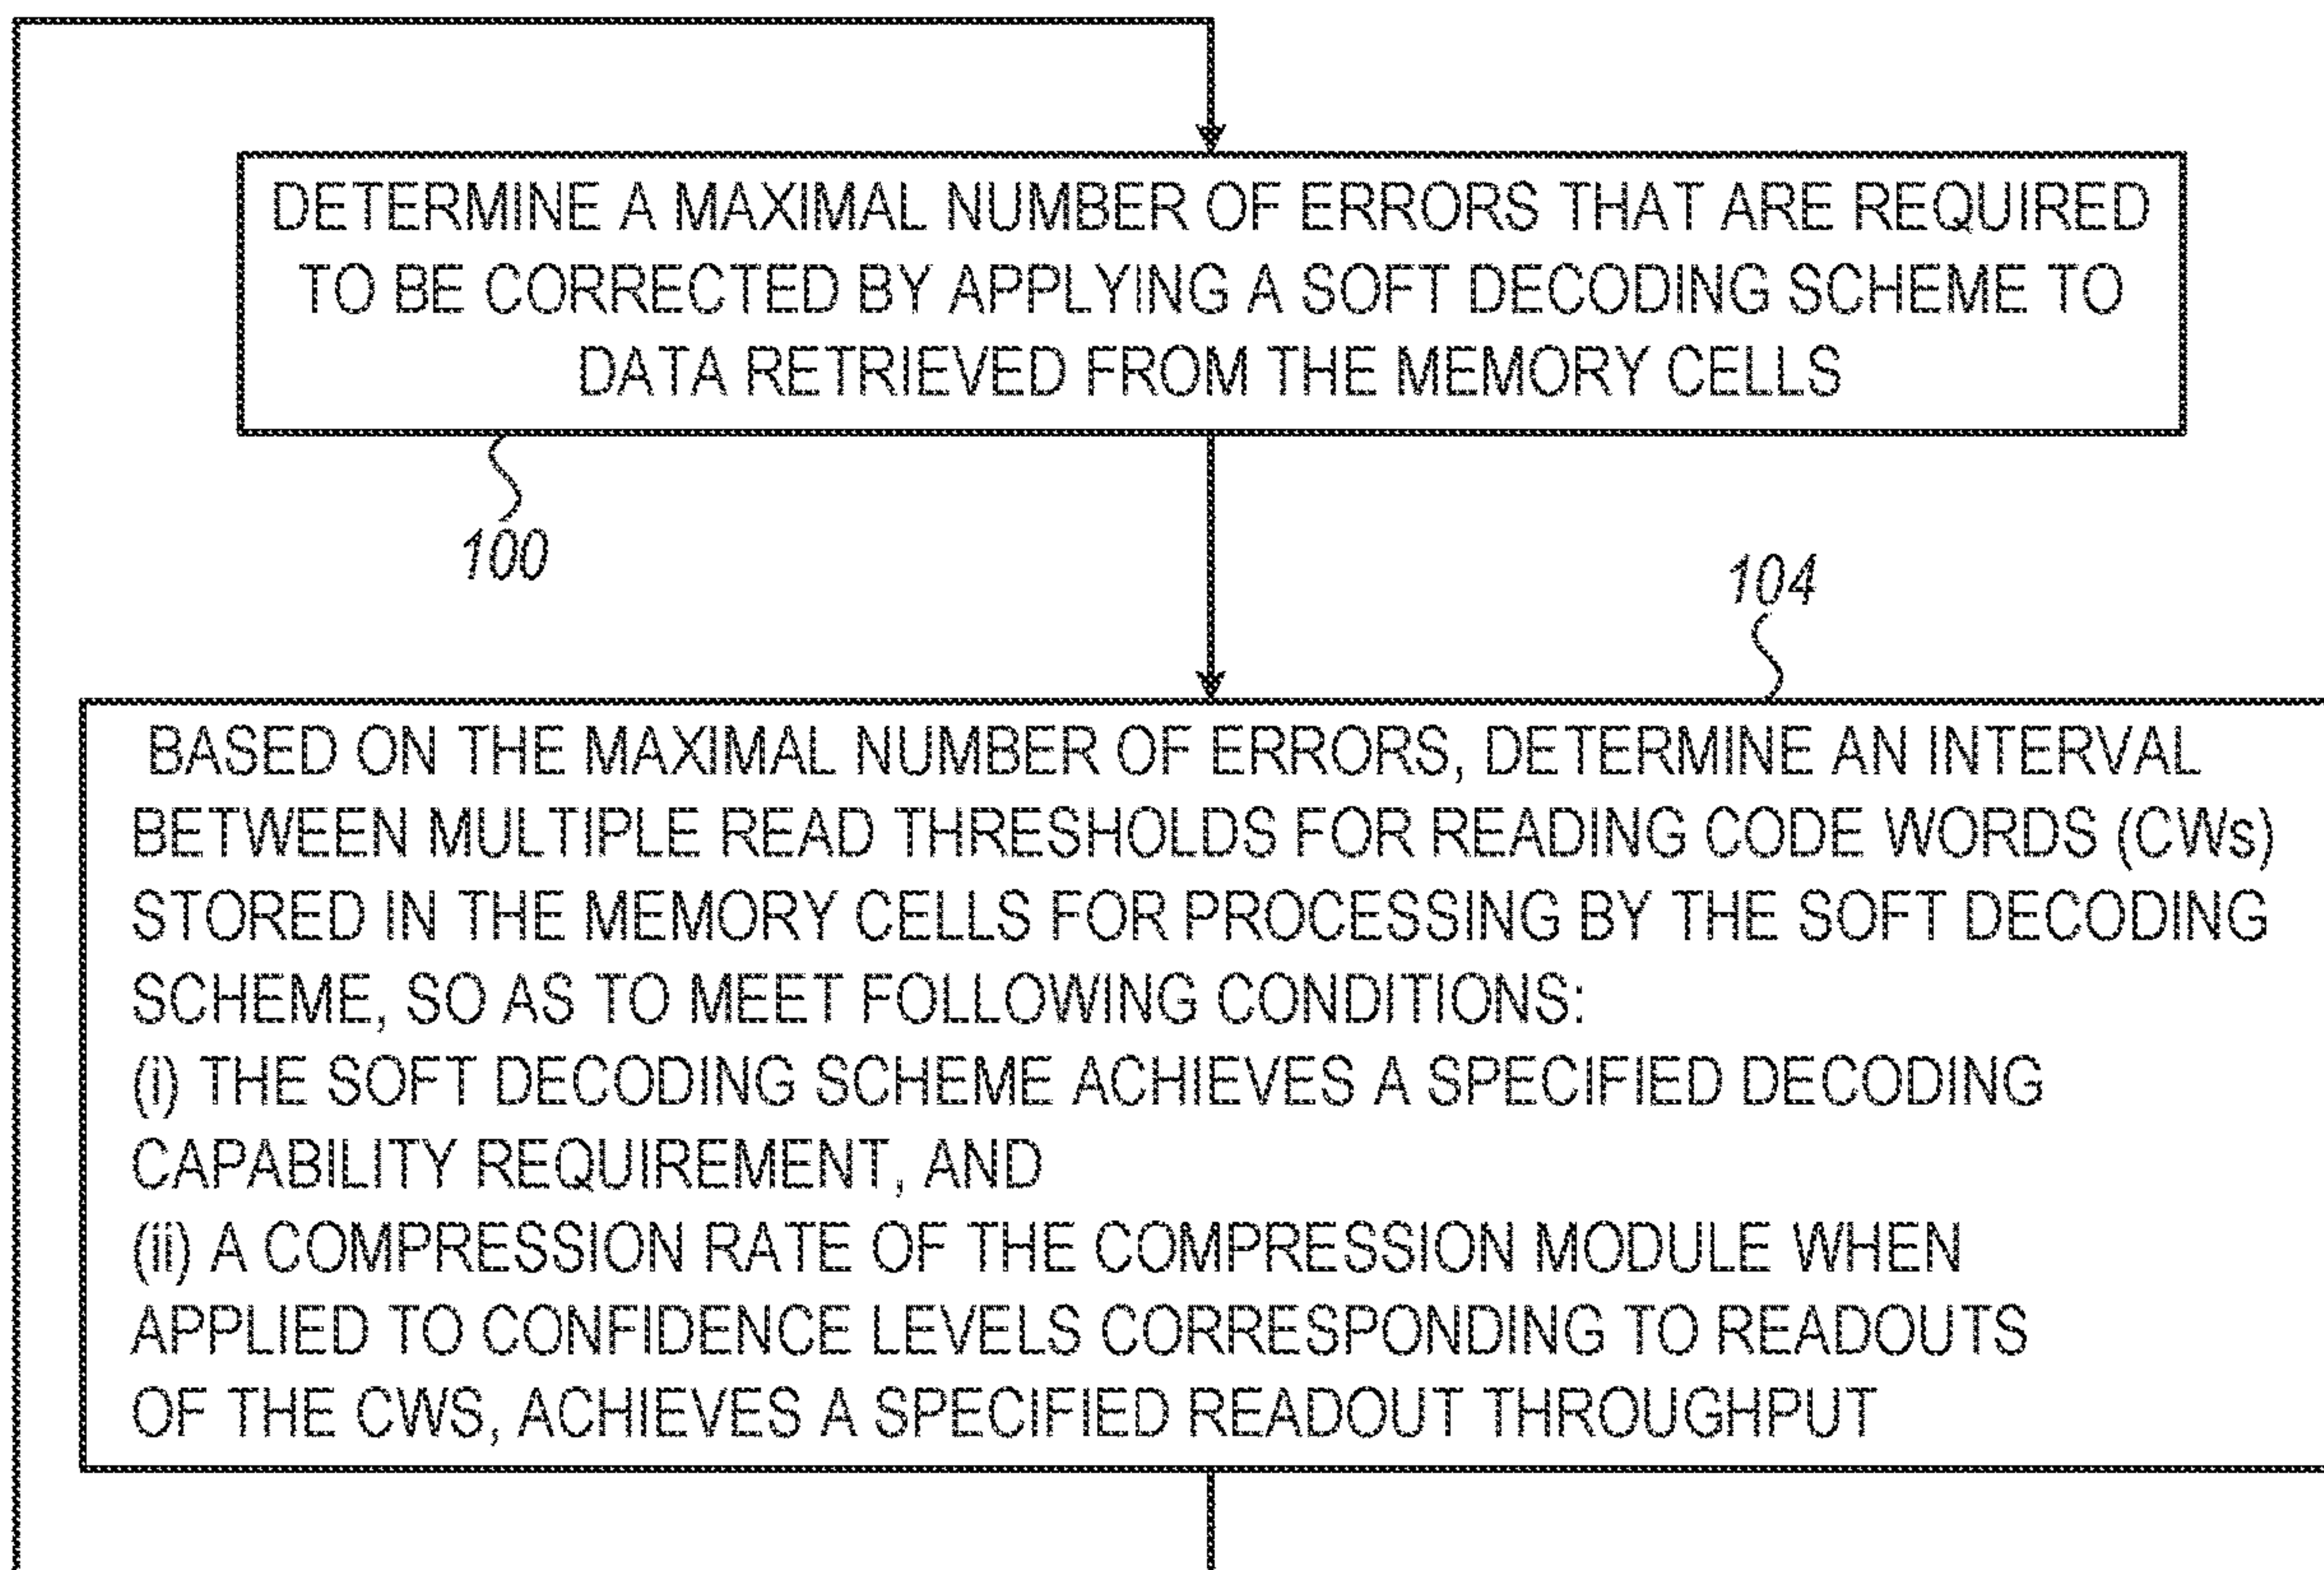 DETERMINE A MAXIMAL NUMBER OF ERRORS THAT ARE REQUIRED
TO BE CORRECTED BY APPLYING A SOFT DECODING SCHEME TO
DATA RETRIEVED FROM THE MEMORY CELLS
100
104
BASED ON THE MAXIMAL NUMBER OF ERRORS, DETERMINE AN INTERVAL
BETWEEN MULTIPLE READ THRESHOLDS FOR READING CODE WORDS (CWs)
STORED IN THE MEMORY CELLS FOR PROCESSING BY THE SOFT DECODING
SCHEME, SO AS TO MEET FOLLOWING CONDITIONS:
(i) THE SOFT DECODING SCHEME ACHIEVES A SPECIFIED DECODING
CAPABILITY REQUIREMENT, AND
(ii) A COMPRESSION RATE OF THE COMPRESSION MODULE WHEN
APPLIED TO CONFIDENCE LEVELS CORRESPONDING TO READOUTS
OF THE CWS, ACHIEVES A SPECIFIED READOUT THROUGHPUT